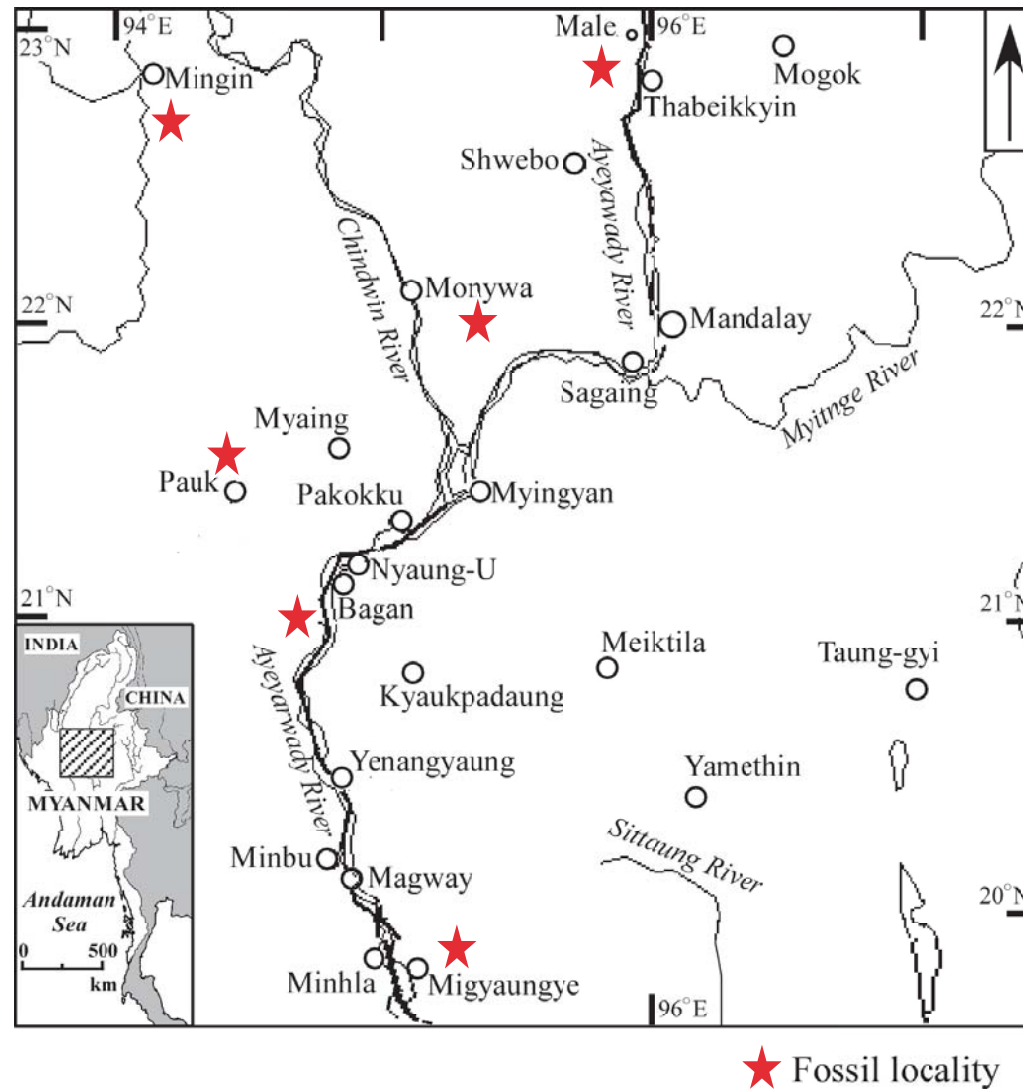 23°N
94°E
Male
96°E
Mingin
Mogok
Thabeikkyin
Shwebo
Ayeyawady River
Chindwin River
Monywa
22°N
22°N
Mandalay
Sagaing
Myitnge River
Myaing
Pauk
Pakokku
Myingyan
Nyaung-U
Bagan
21°N
21°N
Meiktila
Taung-gyi
Kyaukpadaung
Ayeyarwady River
INDIA
CHINA
MYANMAR
Andaman
Sea
0 500
km
Yenangyaung
Yamethin
Sittaung River
Minbu
Magway
20°N
Minhla
Migyaungye
96°E
Fossil locality